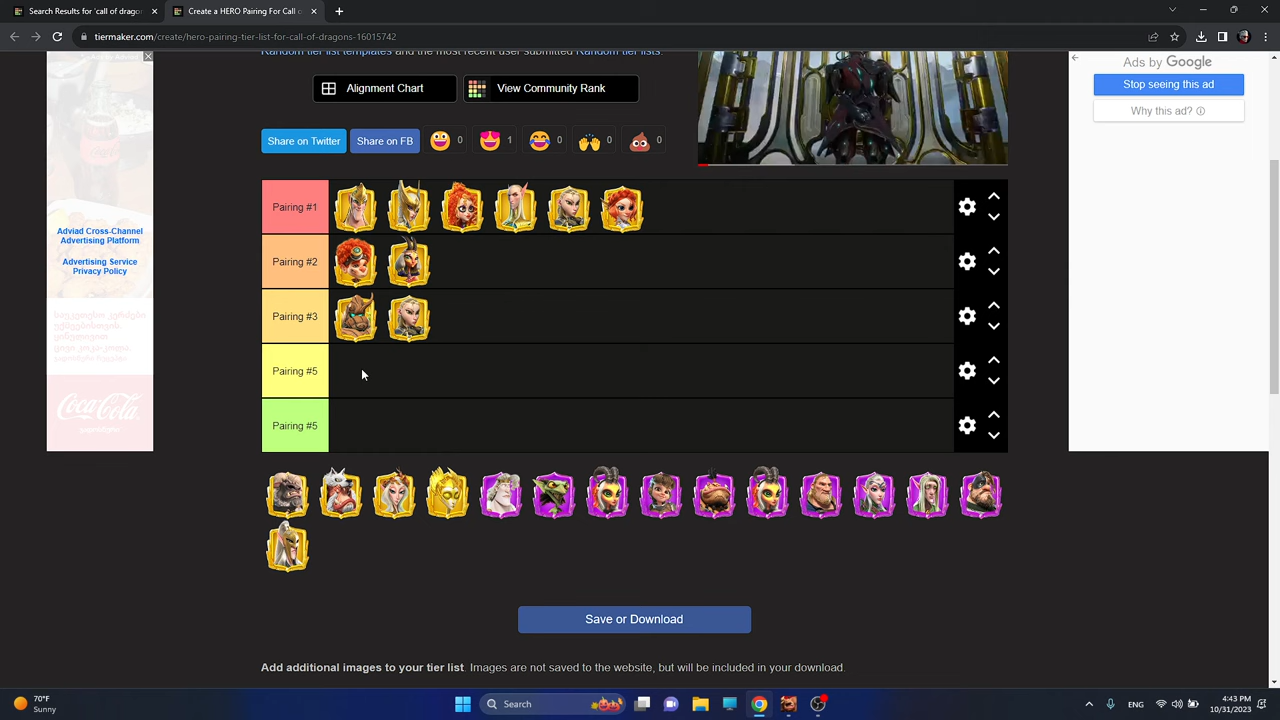 Search Results for dragon
Create a HERO Pairing For call o
tiermaker.com/create/hero-pairing-tier-list-for-call-of-dragons-16015742
Random tier list templates and the most recent user submitted Random tier lists.
Alignment Chart
View Community Rank
Share on Twitter
Share on FB
0
1
0
0
0
Ads by Google
Stop seeing this ad
Why this ad?
Adviad Cross-Channel
Advertising Platform
Advertising Service
Privacy Policy
Coca-Cola
Pairing #1
Pairing #2
Pairing #3
Pairing #5
Pairing #5
Save or Download
Add additional images to your tier list. Images are not saved to the website, but will be included in your download.
70°F
Sunny
Search
4:43 PM
10/31/2023